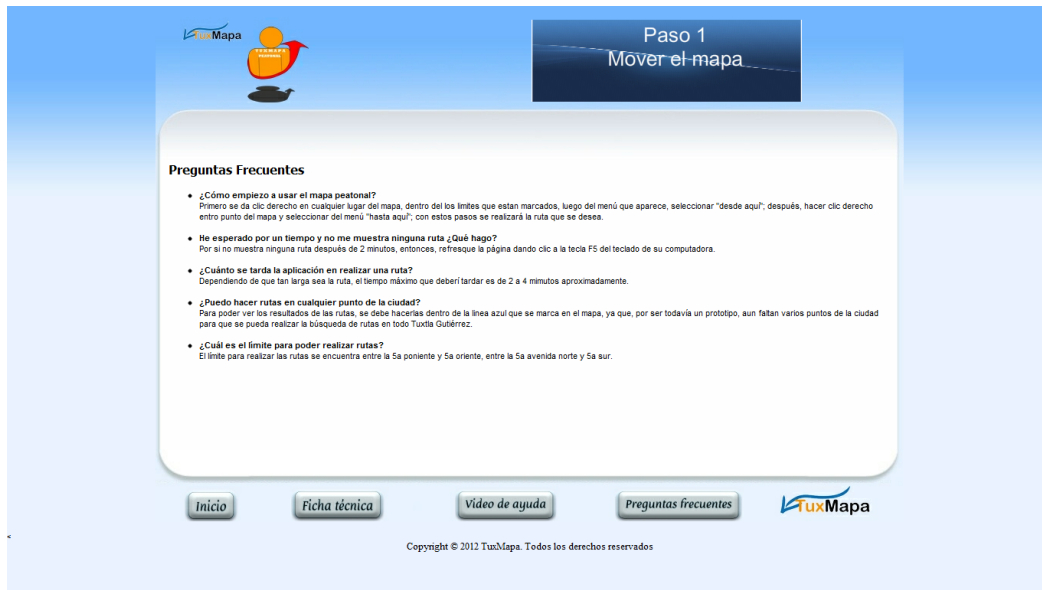 TuxMapa
TUXMAPA
PEATONAL
Paso 1
Mover el mapa
Preguntas Frecuentes
¿Cómo empiezo a usar el mapa peatonal?
Primero se da clic derecho en cualquier lugar del mapa, dentro del los limites que estan marcados, luego del menú que aparece, seleccionar "desde aquí"; después, hacer clic derecho
entro punto del mapa y seleccionar del menú "hasta aquí"; con estos pasos se realizará la ruta que se desea.
He esperado por un tiempo y no me muestra ninguna ruta ¿Qué hago?
Por si no muestra ninguna ruta después de 2 minutos, entonces, refresque la página dando clic a la tecla F5 del teclado de su computadora.
¿Cuánto se tarda la aplicación en realizar una ruta?
Dependiendo de que tan larga sea la ruta, el tiempo máximo que deberí tardar es de 2 a 4 mimutos aproximadamente.
¿Puedo hacer rutas en cualquier punto de la ciudad?
Para poder ver los resultados de las rutas, se debe hacerlas dentro de la linea azul que se marca en el mapa, ya que, por ser todavía un prototipo, aun faltan varios puntos de la ciudad
para que se pueda realizar la búsqueda de rutas en todo Tuxtla Gutiérrez.
¿Cuál es el límite para poder realizar rutas?
El límite para realizar las rutas se encuentra entre la 5a poniente y 5a oriente, entre la 5a avenida norte y 5a sur.
Inicio
Ficha técnica
Video de ayuda
Preguntas frecuentes
TuxMapa
<
Copyright © 2012 TuxMapa. Todos los derechos reservados